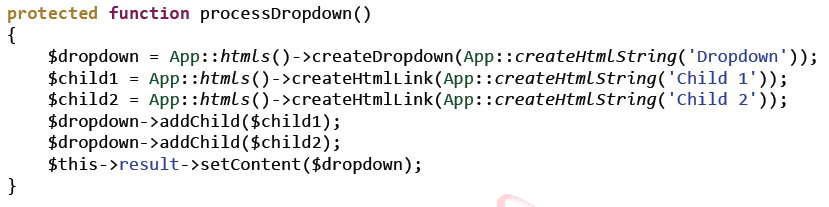 protected function processDropdown()
{
    $dropdown = App::htmls()->createDropdown(App::createHtmlString('Dropdown'));
    $child1 = App::htmls()->createHtmlLink(App::createHtmlString('Child 1'));
    $child2 = App::htmls()->createHtmlLink(App::createHtmlString('Child 2'));
    $dropdown->addChild($child1);
    $dropdown->addChild($child2);
    $this->result->setContent($dropdown);
}